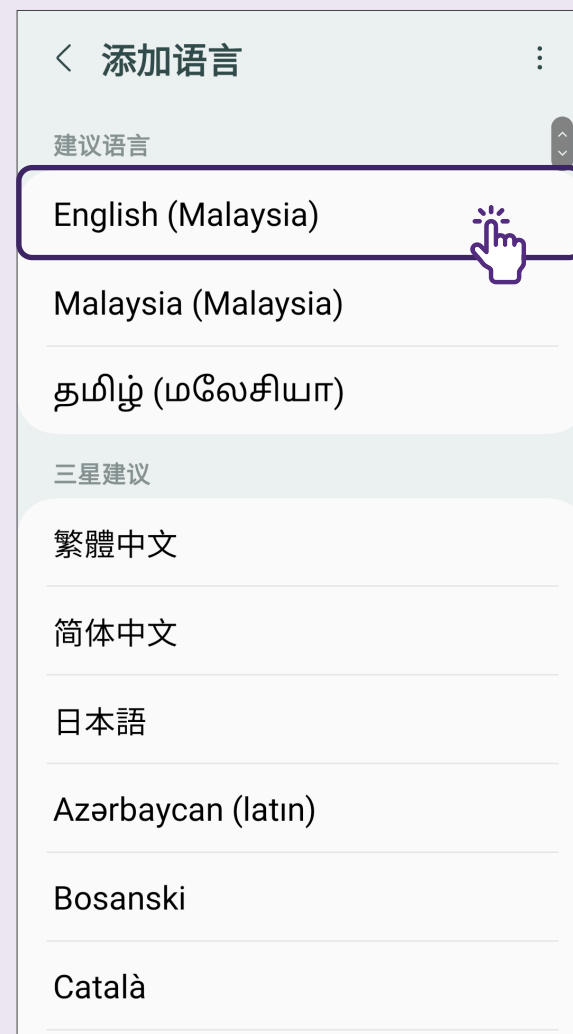 添加语言
建议语言
English (Malaysia)
Malaysia (Malaysia)
தமிழ் (மலேசியா)
三星建议
繁體中文
简体中文
日本語
Azərbaycan (latın)
Bosanski
Català